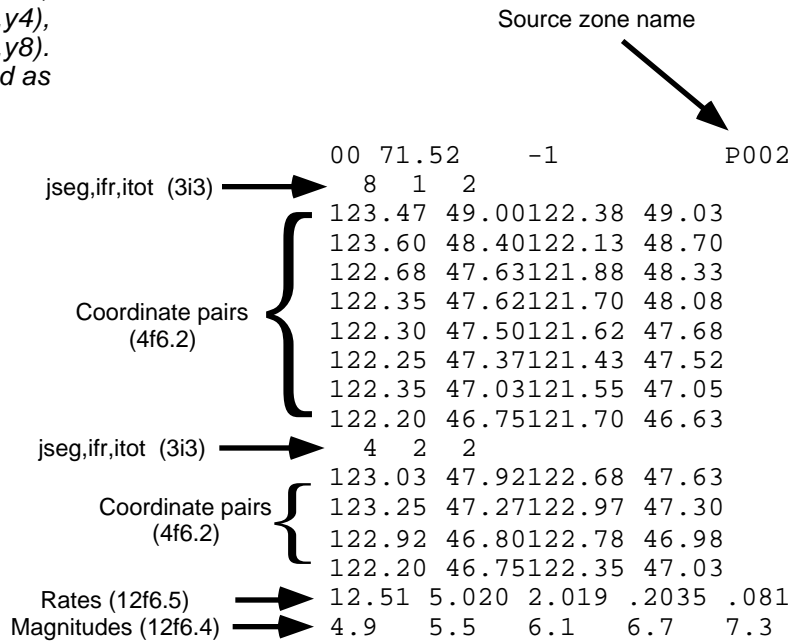 y4),
y8).
d as
Source zone name
00 71.52 -1 P002
jseg,ifr,itot (3i3) 8 1 2
123.47 49.00122.38 49.03
123.60 48.40122.13 48.70
122.68 47.63121.88 48.33
Coordinate pairs
(4f6.2)
122.35 47.62121.70 48.08
122.30 47.50121.62 47.68
122.25 47.37121.43 47.52
122.35 47.03121.55 47.05
122.20 46.75121.70 46.63
jseg,ifr,itot (3i3) 4 2 2
123.03 47.92122.68 47.63
Coordinate pairs
(4f6.2)
123.25 47.27122.97 47.30
122.92 46.80122.78 46.98
122.20 46.75122.35 47.03
Rates (12f6.5) 12.51 5.020 2.019 .2035 .081
Magnitudes (12f6.4) 4.9 5.5 6.1 6.7 7.3